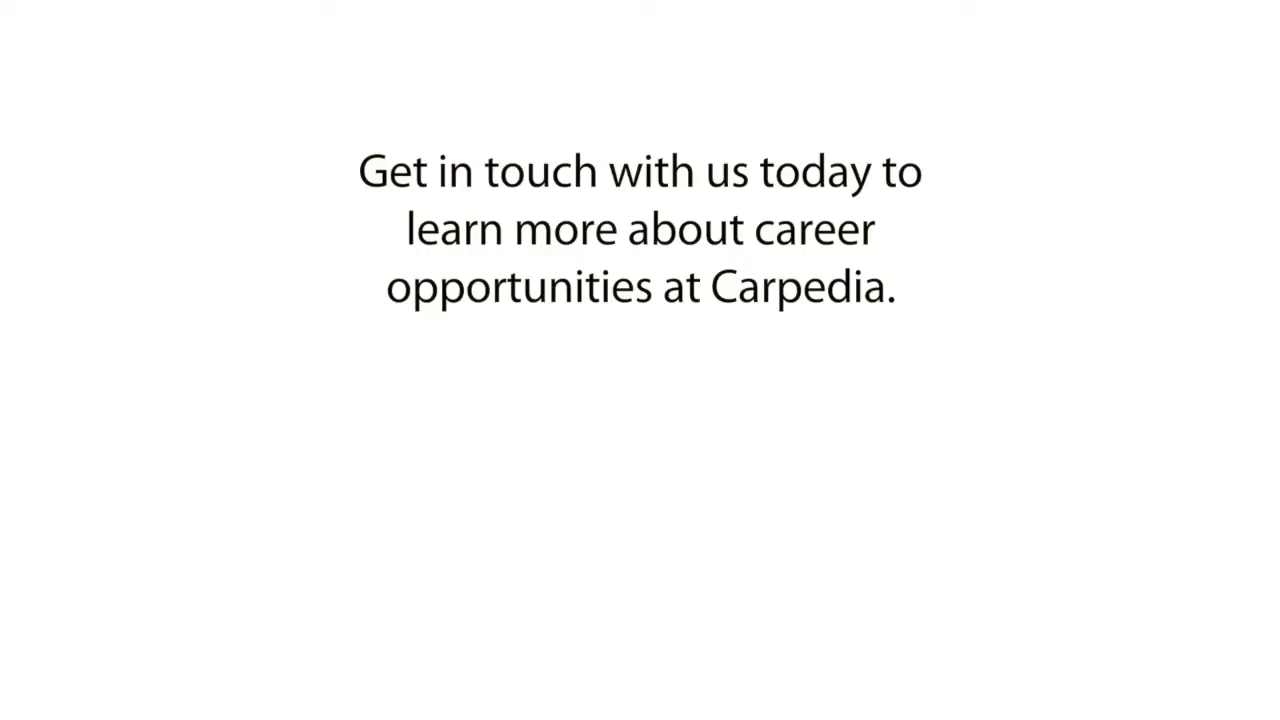 Get in touch with us today to
learn more about career
opportunities at Carpedia.